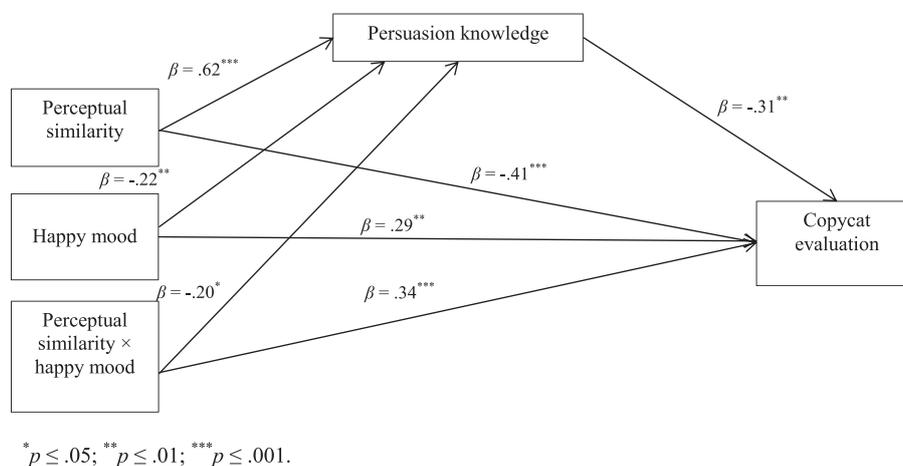 Persuasion knowledge
β = .62***
Perceptual
similarity
β = -.31**
β = -.22**
β = -.41***
Happy mood
β = .29**
Copycat
evaluation
β = -.20*
β = .34***
Perceptual
similarity ×
happy mood
*p ≤ .05; **p ≤ .01; ***p ≤ .001.